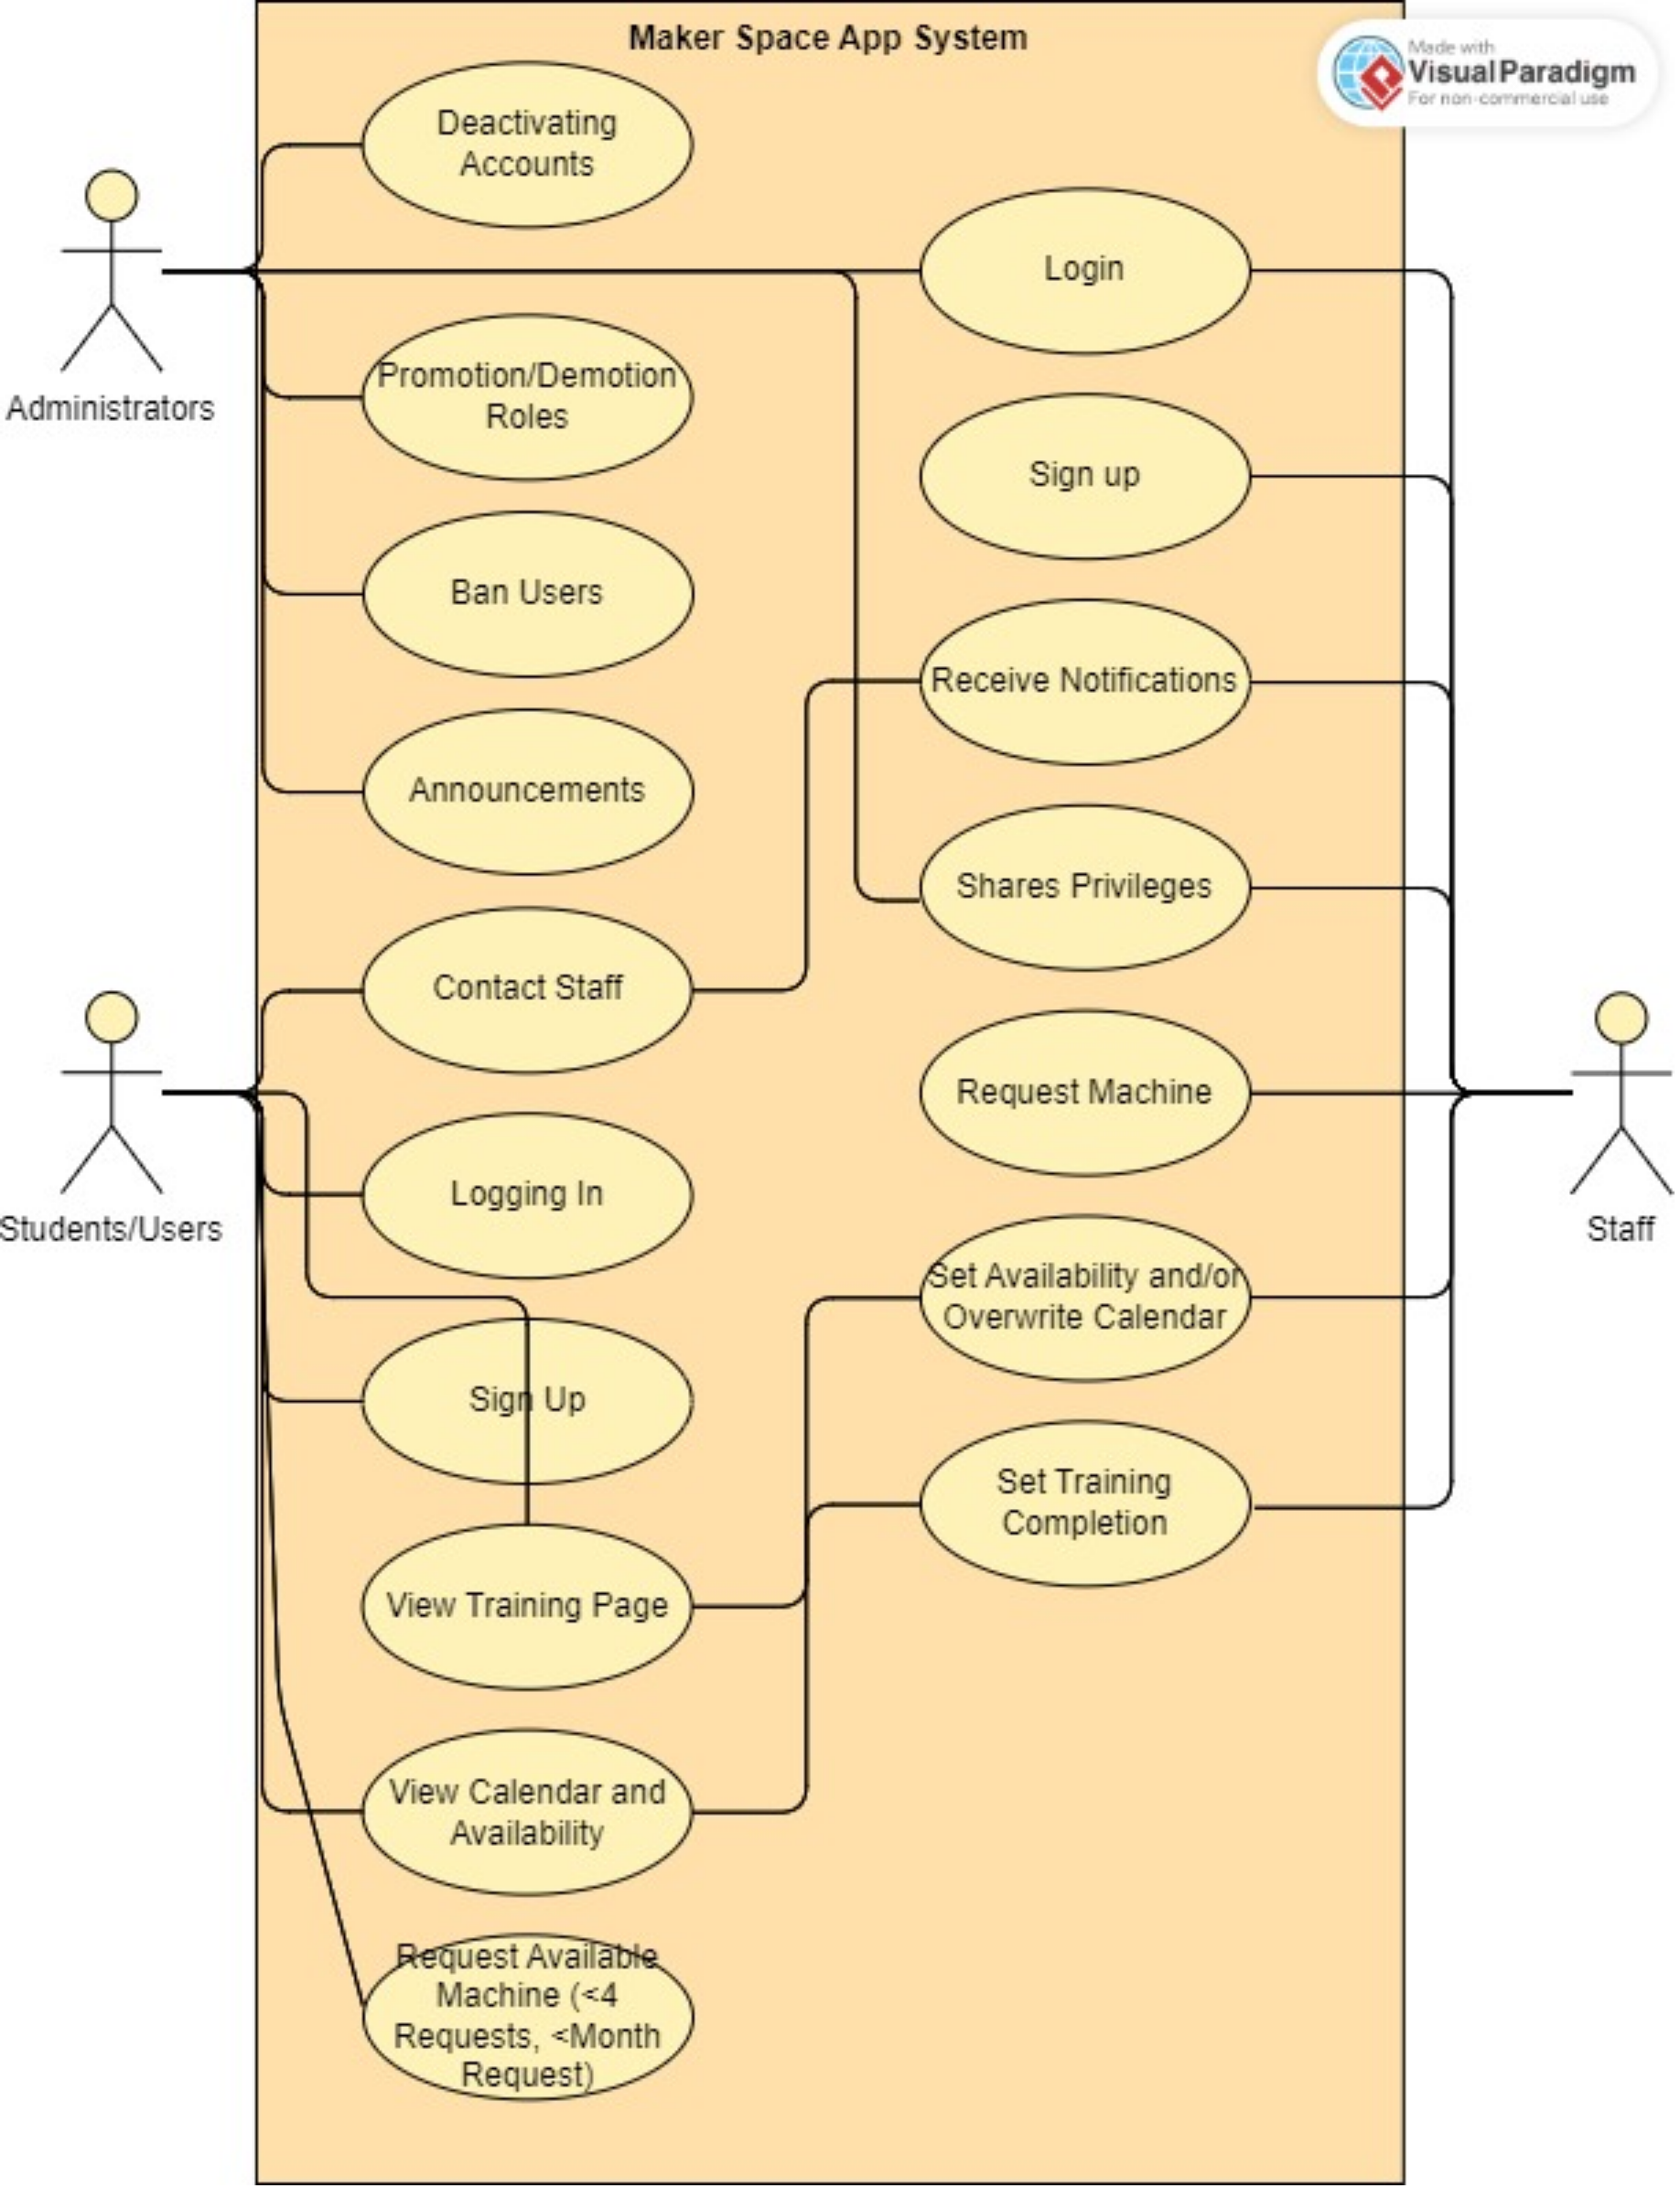 Maker Space App System
Made with
VisualParadigm
For non-commercial use
Deactivating
Accounts
Login
Administrators
Promotion/Demotion
Roles
Sign up
Ban Users
Receive Notifications
Announcements
Shares Privileges
Contact Staff
Request Machine
Students/Users
Logging In
Staff
Set Availability and/or
Overwrite Calendar
Sign Up
Set Training
Completion
View Training Page
View Calendar and
Availability
Request Available
Machine (<4
Requests, <Month
Request)